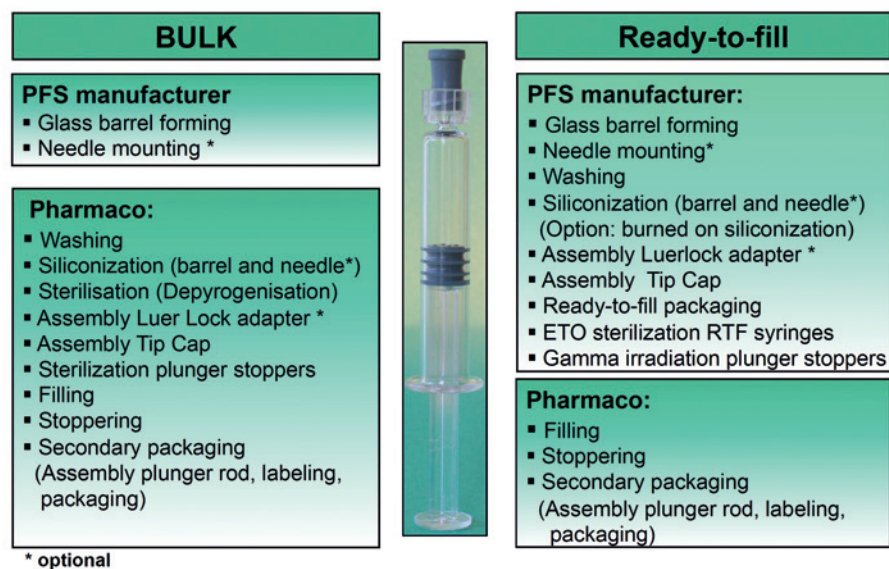 BULK
PFS manufacturer
▪ Glass barrel forming
▪ Needle mounting *
Pharmaco:
▪ Washing
▪ Siliconization (barrel and needle*)
▪ Sterilisation (Depyrogenisation)
▪ Assembly Luer Lock adapter *
▪ Assembly Tip Cap
▪ Sterilization plunger stoppers
▪ Filling
▪ Stoppering
▪ Secondary packaging
(Assembly plunger rod, labeling,
packaging)
* optional
Ready-to-fill
PFS manufacturer:
▪ Glass barrel forming
▪ Needle mounting*
▪ Washing
▪ Siliconization (barrel and needle*)
(Option: burned on siliconization)
▪ Assembly Luerlock adapter *
▪ Assembly Tip Cap
▪ Ready-to-fill packaging
▪ ETO sterilization RTF syringes
▪ Gamma irradiation plunger stoppers
Pharmaco:
▪ Filling
▪ Stoppering
▪ Secondary packaging
(Assembly plunger rod, labeling,
packaging)